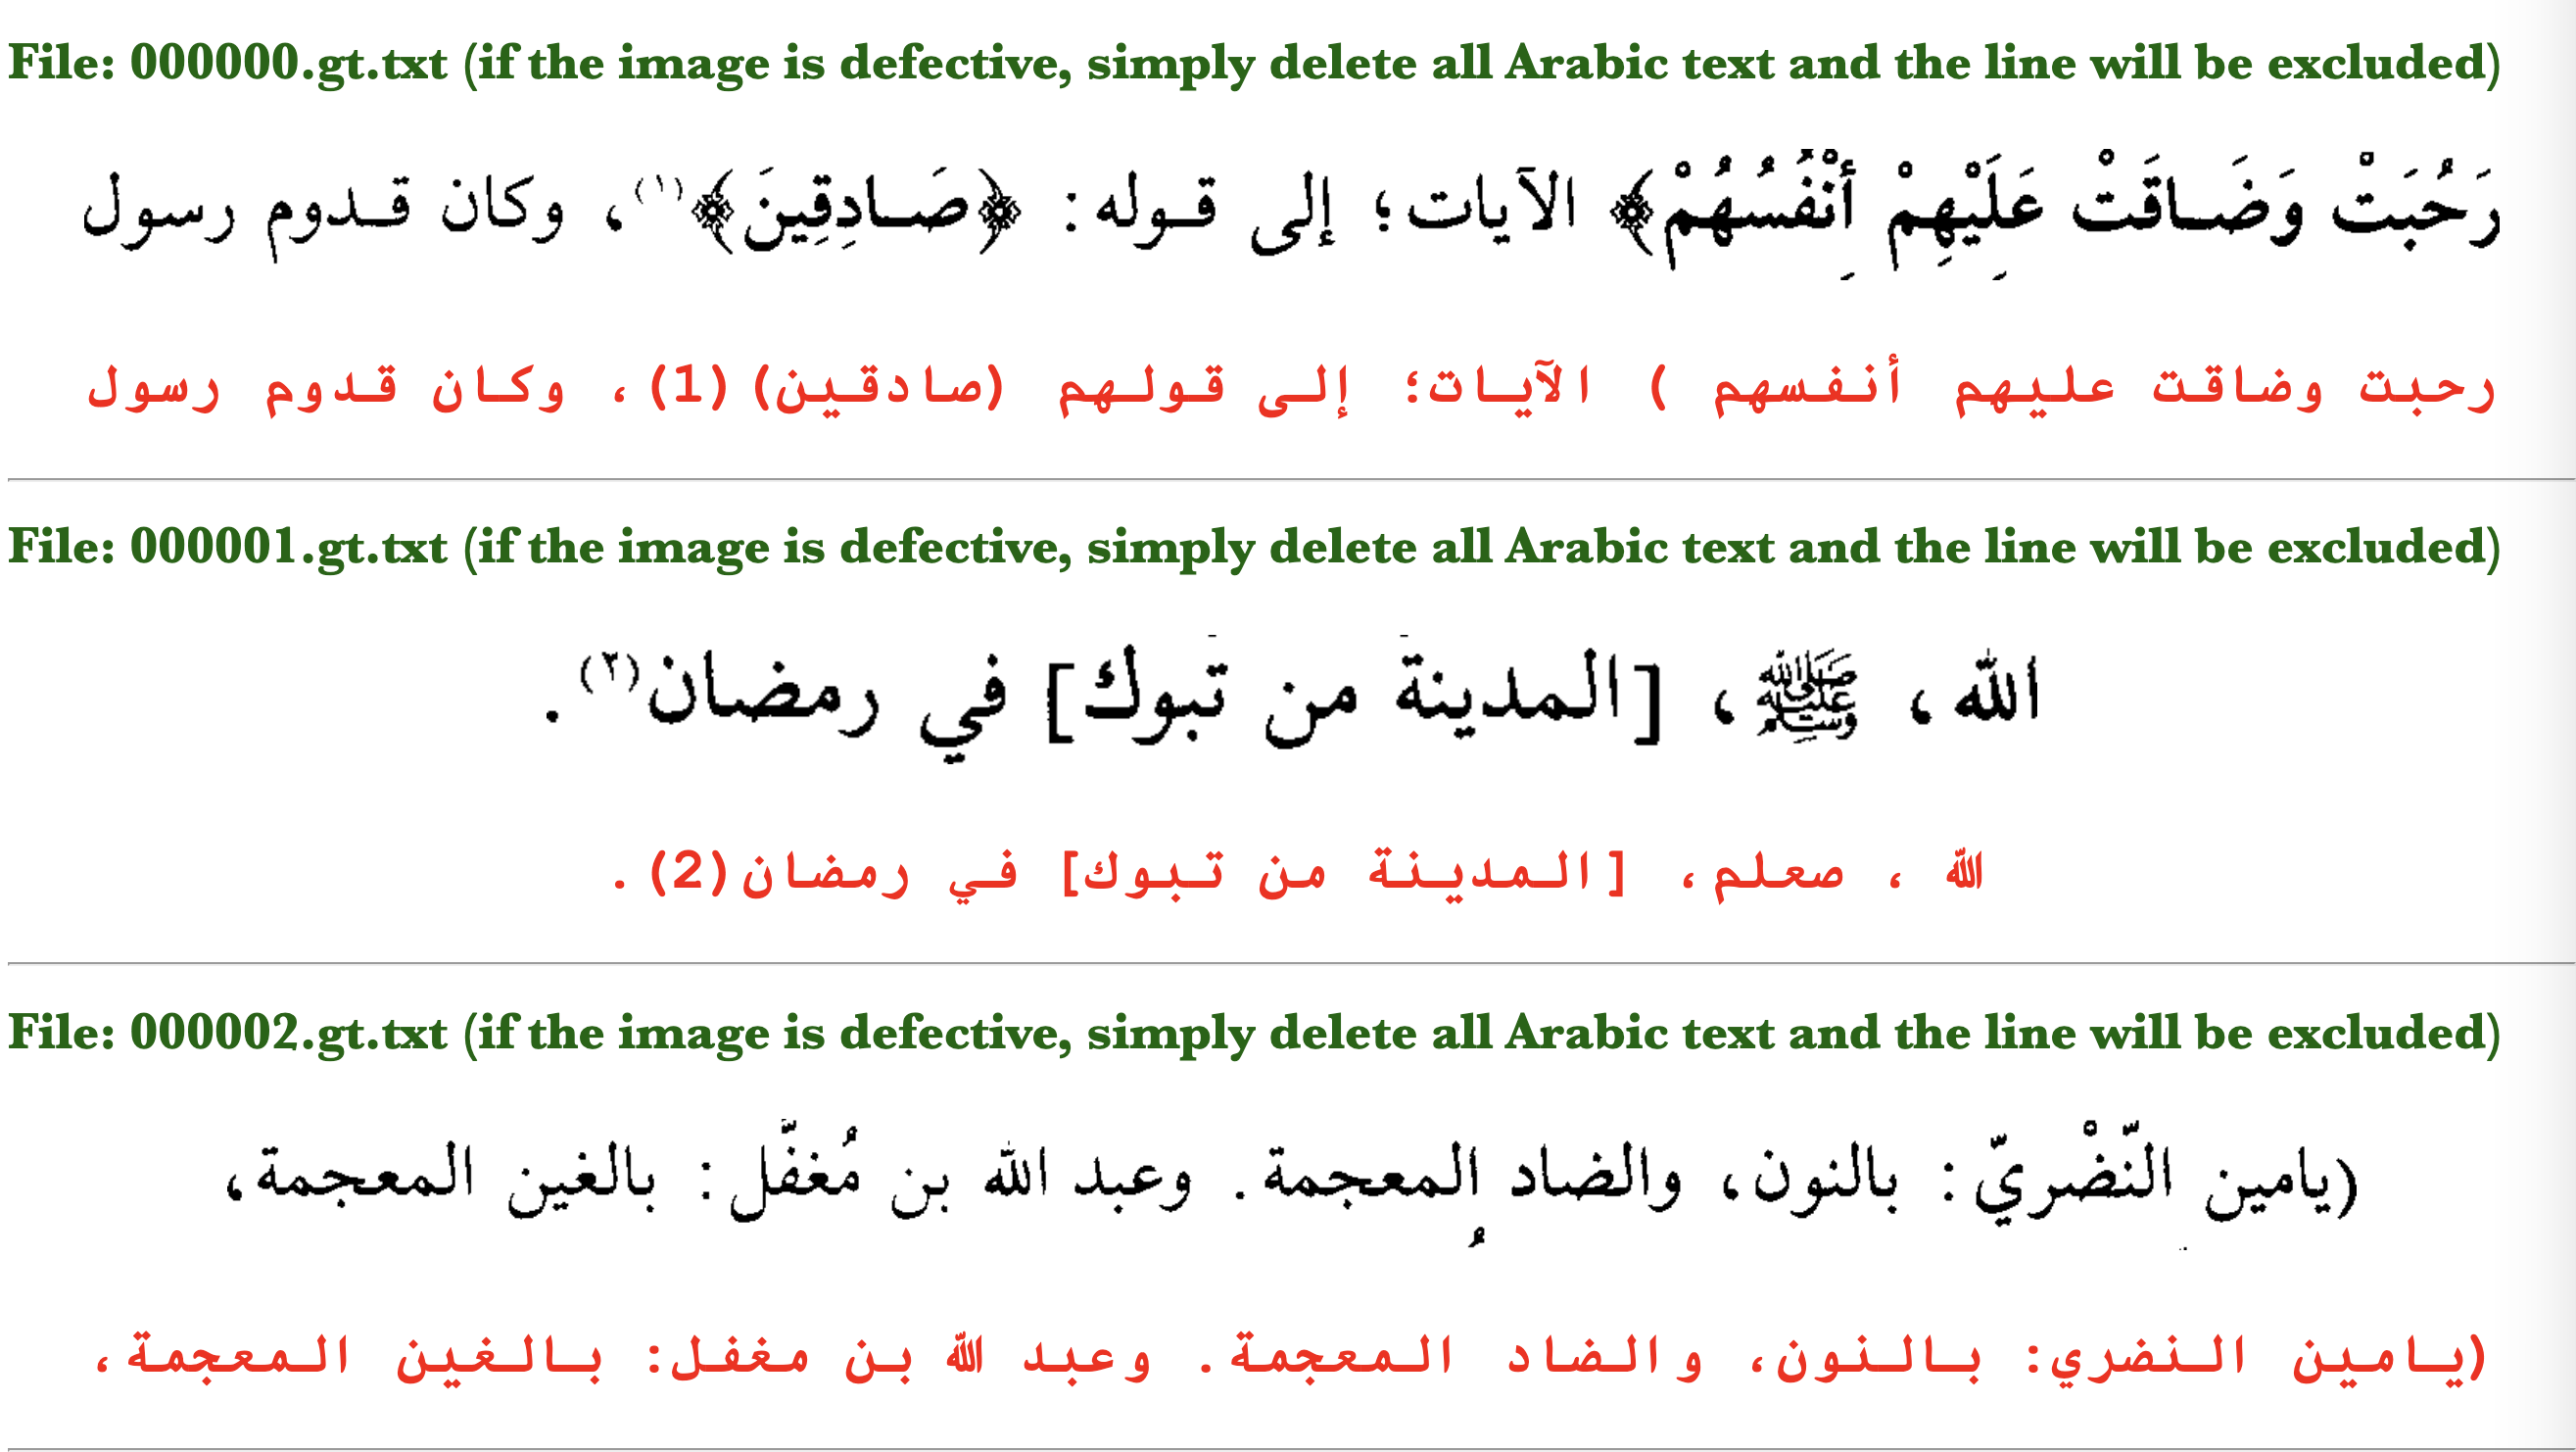 File: 000000.gt.txt (if the image is defective, simply delete all Arabic text and the line will be excluded)
رَحُبَتْ وَضَـاقَتْ عَلَيْهِمْ أَنْفُسُهُمْ﴾ الآيات؛ إلى قـوله: ﴿صَـادِقِينَ﴾(١)، وكان قـدوم رسول
رحبت وضاقت عليهم أنفسهم ) الآيات؛ إلى قولهم (صادقين)(1)، وكان قدوم رسول
File: 000001.gt.txt (if the image is defective, simply delete all Arabic text and the line will be excluded)
الله، ﷺ، [المدينة من تبوك] في رمضان(٢).
الله ، صعلم، [المدينة من تبوك] في رمضان(2).
File: 000002.gt.txt (if the image is defective, simply delete all Arabic text and the line will be excluded)
(يامين النّضْريّ: بالنون، والضاد المعجمة. وعبد الله بن مُغفَّل: بالغين المعجمة،
(يامين النضري: بالنون، والضاد المعجمة. وعبد الله بن مغفل: بالغين المعجمة،